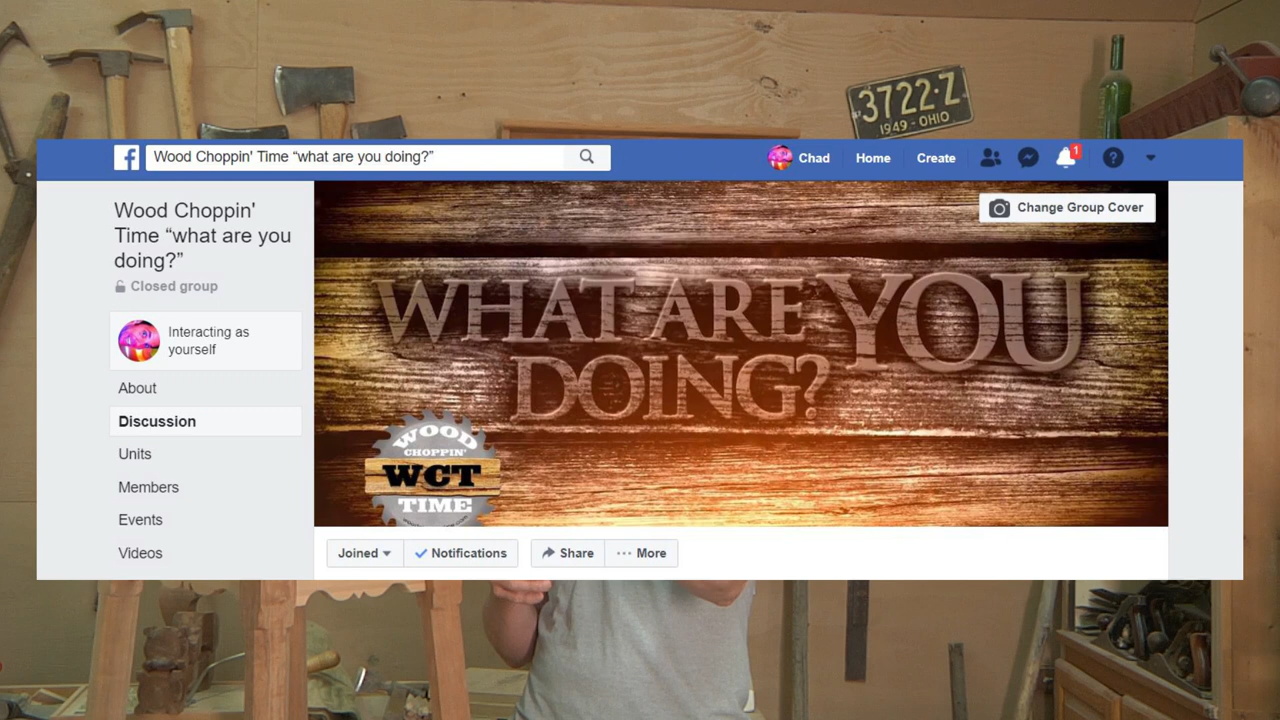 3722·Z
1949 - OHIO
Wood Choppin' Time “what are you doing?”
Chad
Home
Create
1
?
Wood Choppin'
Time “what are you
doing?”
Closed group
Change Group Cover
WHAT ARE YOU
DOING?
Interacting as
yourself
About
Discussion
Units
Members
Events
Videos
WOOD
CHOPPIN'
WCT
TIME
Joined
Notifications
Share
More